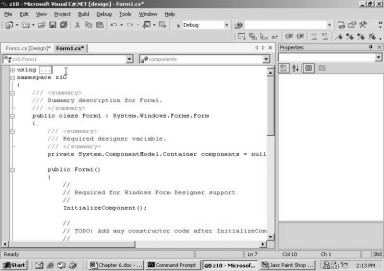 z10 - Microsoft Visual C#.NET [design] - Form1.cs*
File Edit View Project Build Debug Tools Window Help
Debug
Form1.cs [Design]* Form1.cs*
Properties
z10.Form1
components
using ...
namespace z10
{
/// <summary>
/// Summary description for Form1.
/// </summary>
public class Form1 : System.Windows.Forms.Form
{
/// <summary>
/// Required designer variable.
/// </summary>
private System.ComponentModel.Container components = null
public Form1()
{
//
// Required for Windows Form Designer support
//
InitializeComponent();
//
// TODO: Add any constructor code after InitializeCom
Ready
Ln 7
Col 10
Ch 1
INS
Start
Chapter 6.doc - ...
Command Prompt
z10 - Microsof...
Jasc Paint Shop ...
2:13 PM